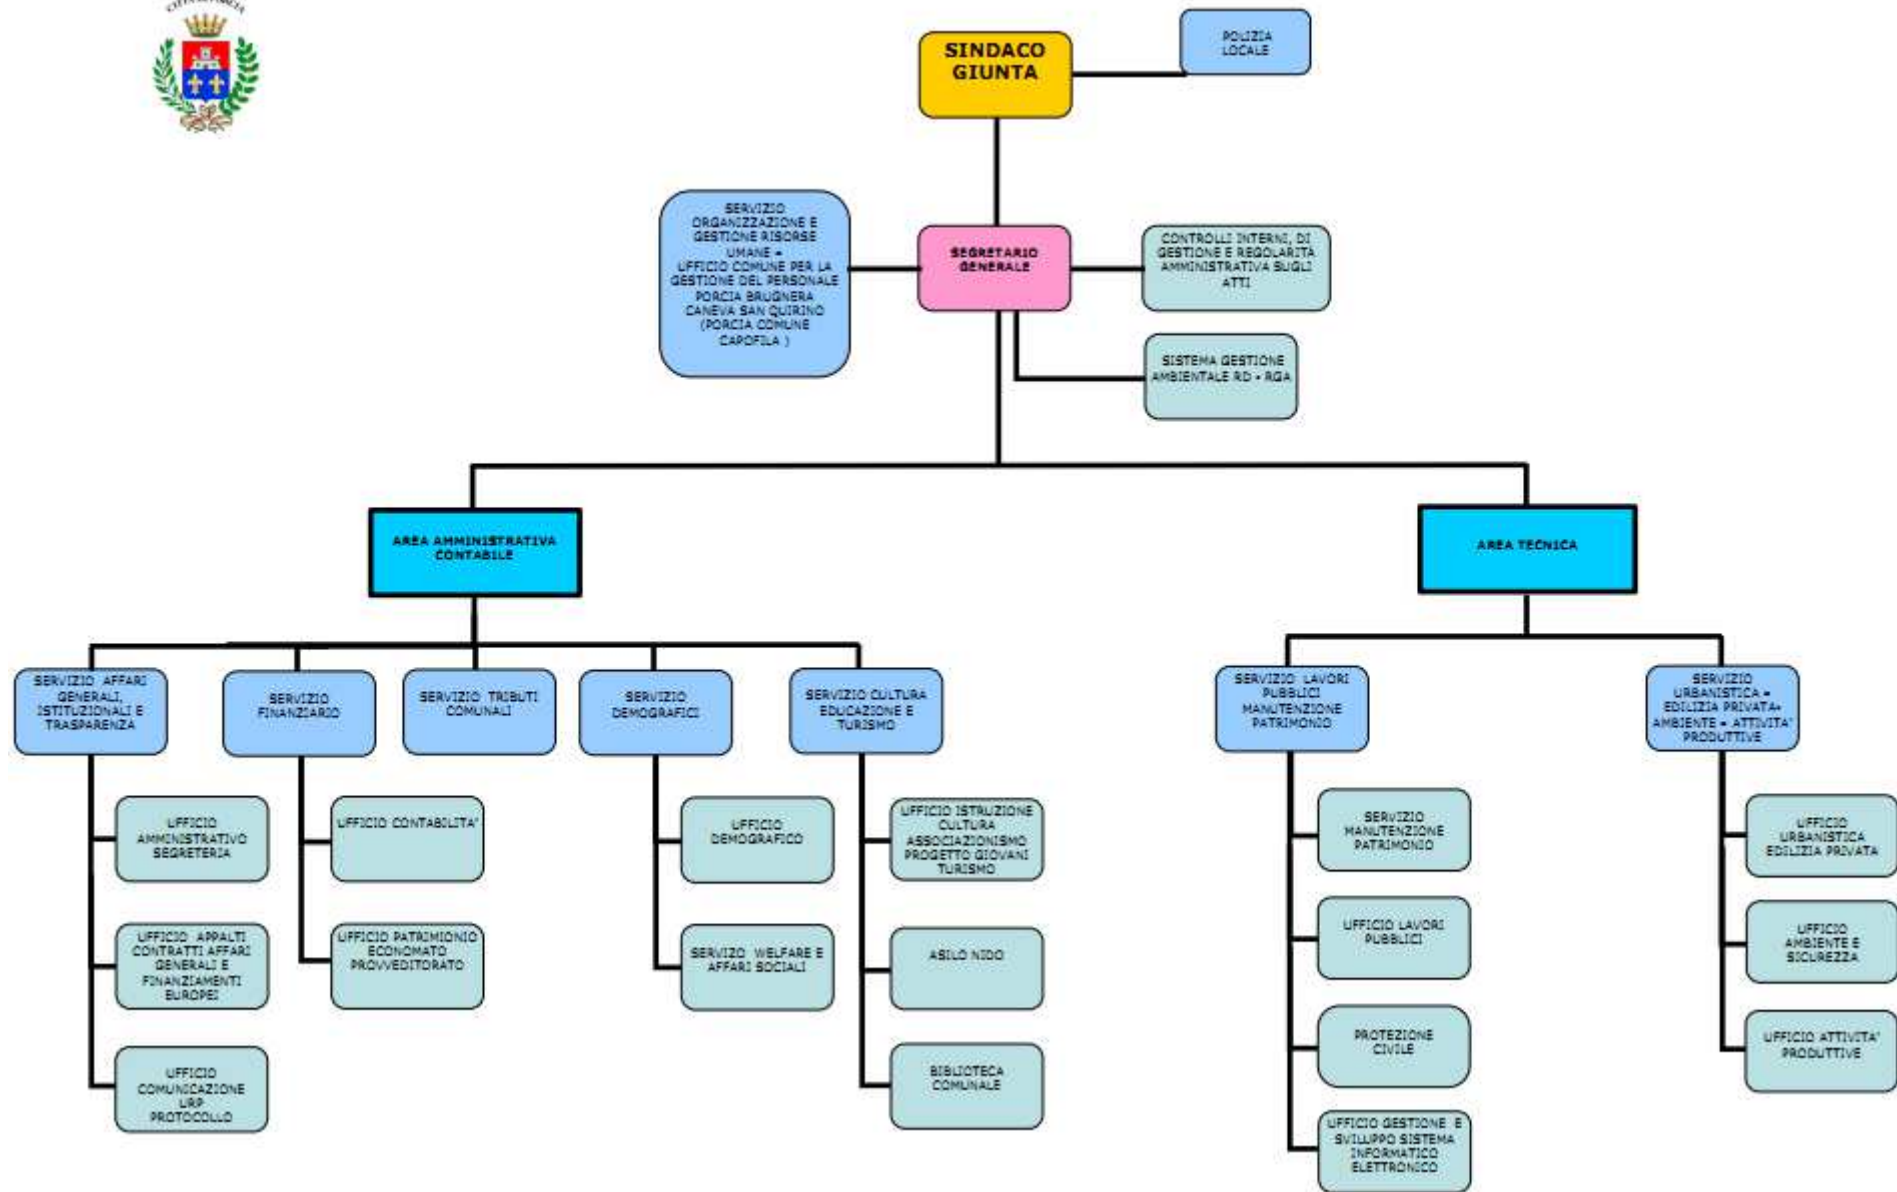 CITTÀ DI PORCIA
SINDACO
GIUNTA
POLIZIA
LOCALE
SERVIZIO
ORGANIZZAZIONE E
GESTIONE RISORSE
UMANE -
UFFICIO COMUNE PER LA
GESTIONE DEL PERSONALE
PORCIA BRUGNERA
CANEVA SAN QUIRINO
(PORCIA COMUNE
CAPOFILA )
SEGRETARIO
GENERALE
CONTROLLI INTERNI, DI
GESTIONE E REGOLARITÀ
AMMINISTRATIVA SUGLI
ATTI
SISTEMA GESTIONE
AMBIENTALE RD - RGA
AREA AMMINISTRATIVA
CONTABILE
AREA TECNICA
SERVIZIO AFFARI
GENERALI,
ISTITUZIONALI E
TRASPARENZA
SERVIZIO
FINANZIARIO
SERVIZIO TRIBUTI
COMUNALI
SERVIZIO
DEMOGRAFICI
SERVIZIO CULTURA
EDUCAZIONE E
TURISMO
SERVIZIO LAVORI
PUBBLICI
MANUTENZIONE
PATRIMONIO
SERVIZIO
URBANISTICA -
EDILIZIA PRIVATA-
AMBIENTE - ATTIVITA'
PRODUTTIVE
UFFICIO
AMMINISTRATIVO
SEGRETERIA
UFFICIO APPALTI
CONTRATTI AFFARI
GENERALI E
FINANZIAMENTI
EUROPEI
UFFICIO
COMUNICAZIONE
URP
PROTOCOLLO
UFFICIO CONTABILITA'
UFFICIO PATRIMIONIO
ECONOMATO
PROVVEDITORATO
UFFICIO
DEMOGRAFICO
SERVIZO WELFARE E
AFFARI SOCIALI
UFFICIO ISTRUZIONE
CULTURA
ASSOCIAZIONISMO
PROGETTO GIOVANI
TURISMO
ASILO NIDO
BIBLIOTECA
COMUNALE
SERVIZIO
MANUTENZIONE
PATRIMONIO
UFFICIO LAVORI
PUBBLICI
PROTEZIONE
CIVILE
UFFICIO GESTIONE E
SVILUPPO SISTEMA
INFORMATICO
ELETTRONICO
UFFICIO
URBANISTICA
EDILIZIA PRIVATA
UFFICIO
AMBIENTE E
SICUREZZA
UFFICIO ATTIVITA'
PRODUTTIVE